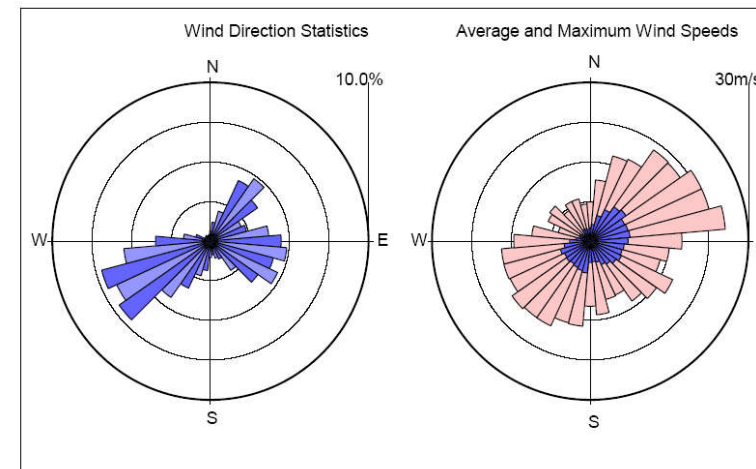 Wind Direction Statistics
Average and Maximum Wind Speeds
N
10.0%
N
30m/s
W
E
W
S
S